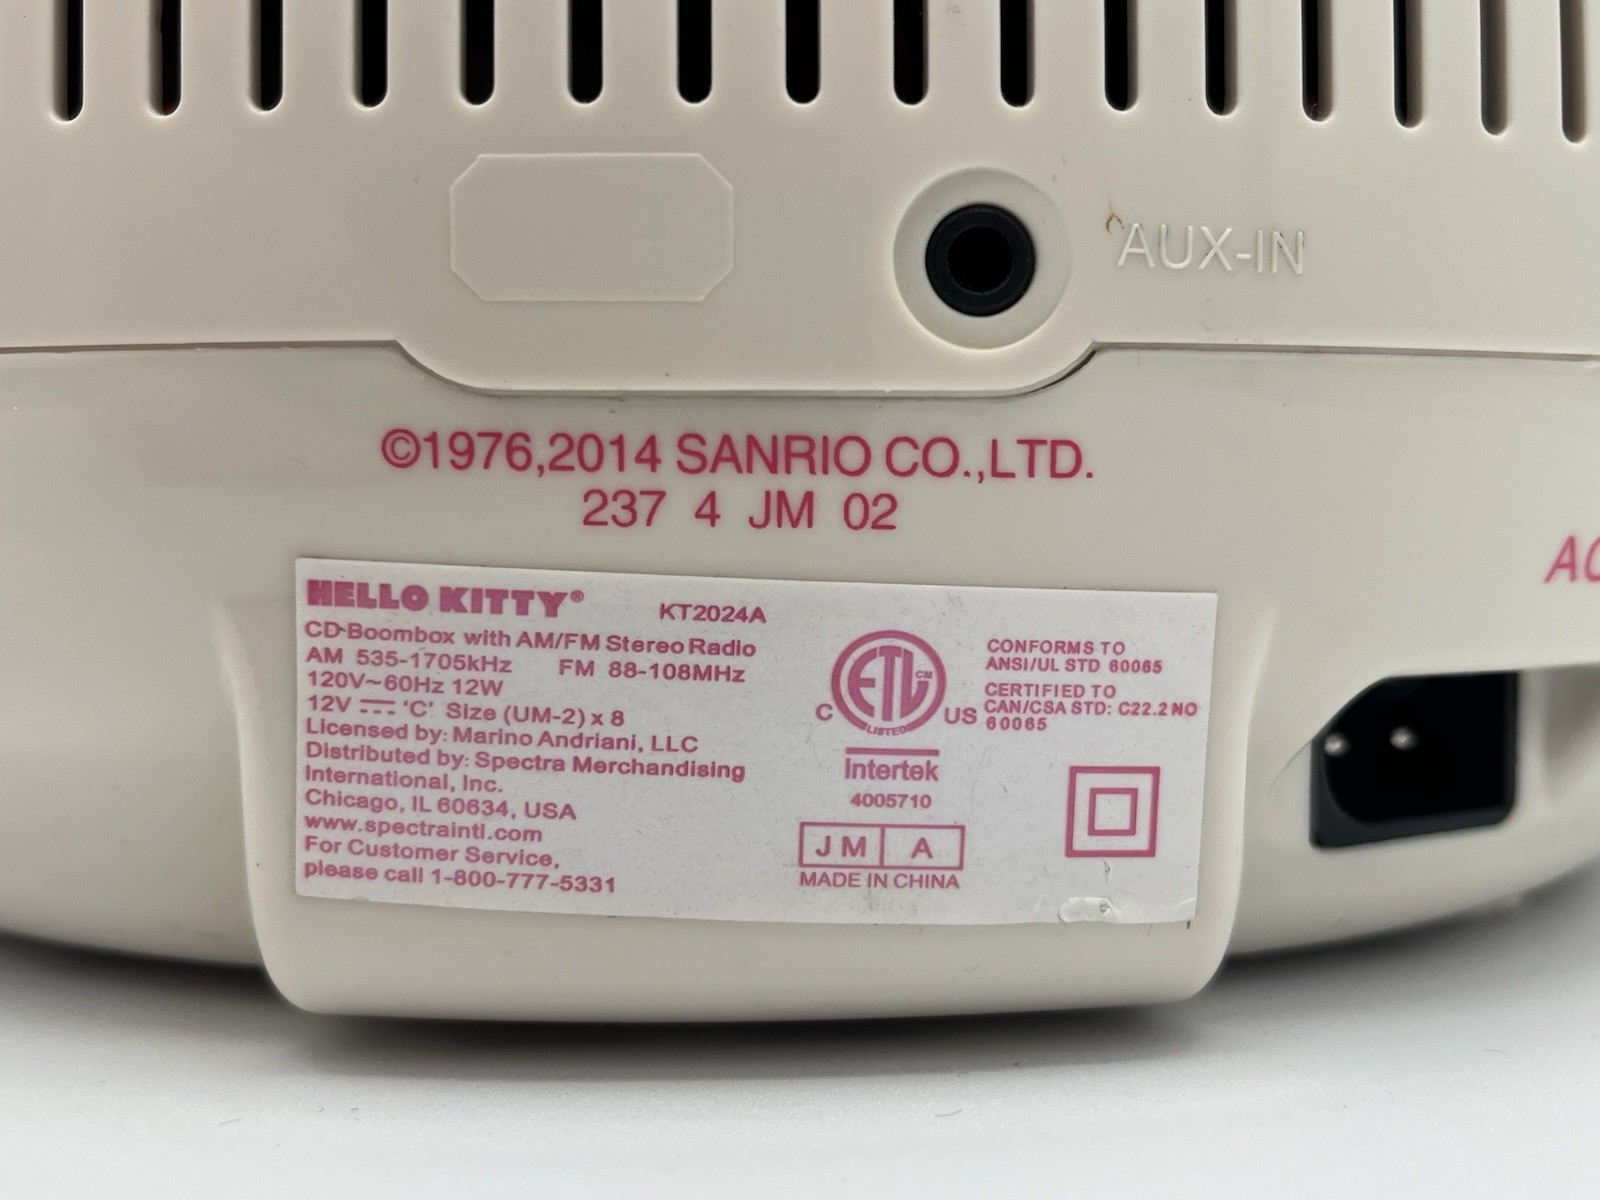 AUX-IN
©1976,2014 SANRIO CO.,LTD.
237 4 JM 02
AC
HELLO KITTY® KT2024A
CD-Boombox with AM/FM Stereo Radio
AM 535-1705kHz FM 88-108MHz
120V~60Hz 12W
12V ⎓ 'C' Size (UM-2) x 8
Licensed by: Marino Andriani, LLC
Distributed by: Spectra Merchandising
International, Inc.
Chicago, IL 60634, USA
www.spectraintl.com
For Customer Service,
please call 1-800-777-5331
ETL CM
C LISTED US
Intertek
4005710
JM A
MADE IN CHINA
CONFORMS TO
ANSI/UL STD 60065
CERTIFIED TO
CAN/CSA STD: C22.2 NO
60065